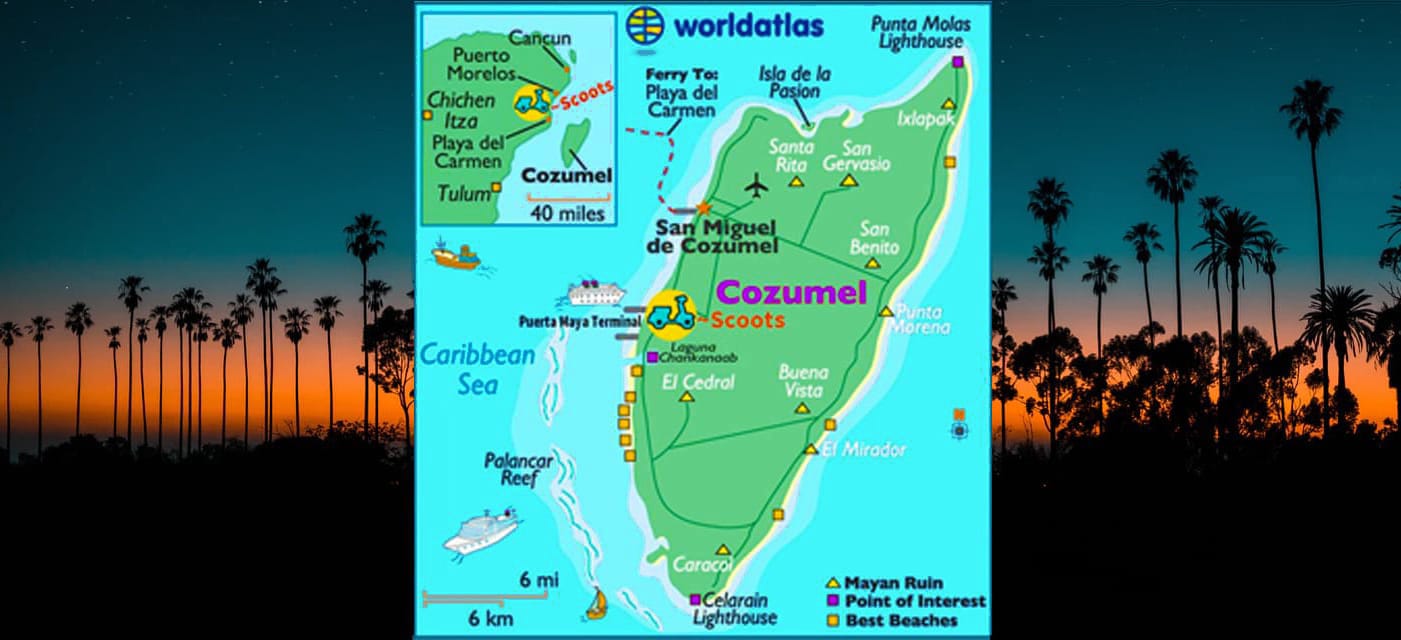 worldatlas
Punta Molas
Lighthouse
Cancun
Puerto
Morelos
Scoots
Chichen
Itza
Playa del
Carmen
Cozumel
Tulum
40 miles
Ferry To:
Playa del
Carmen
Isla de la
Pasion
Ixlapak
Santa
Rita
San
Gervasio
San Miguel
de Cozumel
San
Benito
Cozumel
Puerta Maya Terminal
-Scoots
Punta
Morena
Caribbean
Sea
Laguna
Chankanaab
El Cedral
Buena
Vista
El Mirador
Palancar
Reef
Caracol
6 mi
6 km
Celarain
Lighthouse
Mayan Ruin
Point of Interest
Best Beaches